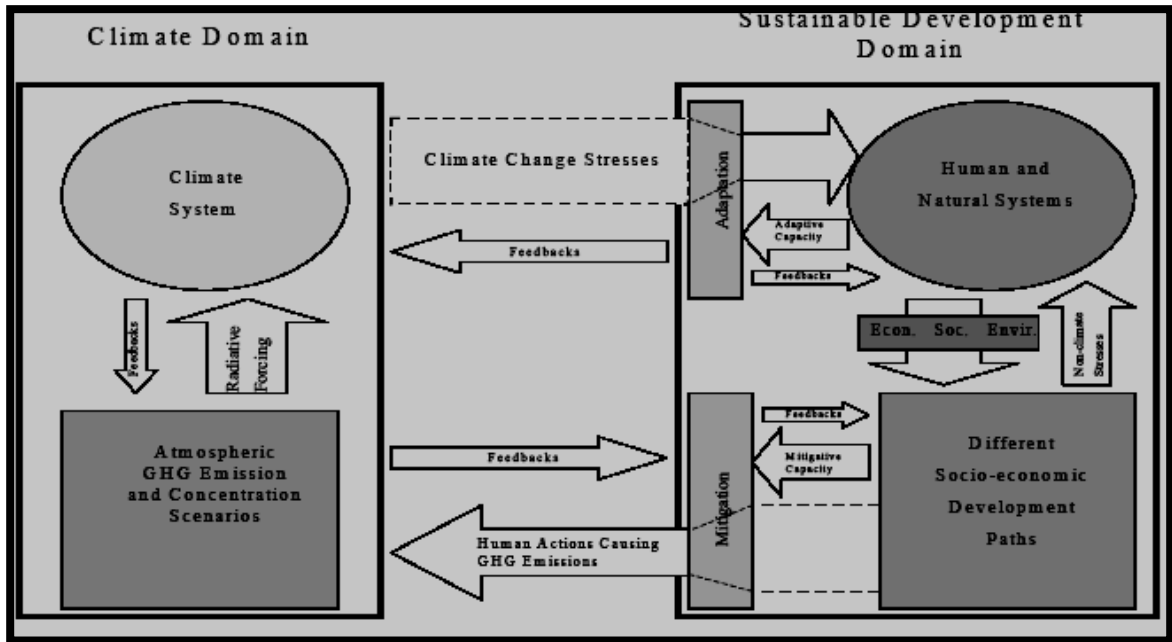 Climate Domain
Sustainable Development
Domain
Climate
System
Climate Change Stresses
Adaptation
Human and
Natural Systems
Adaptive
Capacity
Feedbacks
Feedbacks
Feedbacks
Radiative
Forcing
Econ. Soc. Envir.
Non-climate
Stresses
Atmospheric
GHG Emission
and Concentration
Scenarios
Feedbacks
Mitigation
Feedbacks
Mitigative
Capacity
Different
Socio-economic
Development
Paths
Human Actions Causing
GHG Emissions